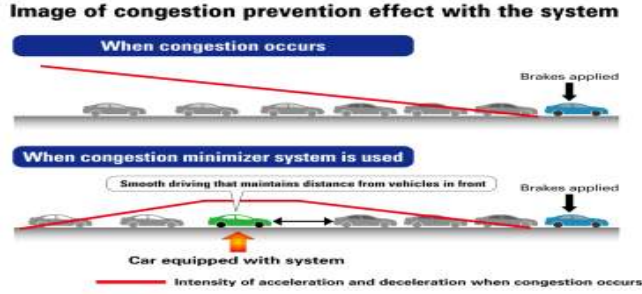 Image of congestion prevention effect with the system
When congestion occurs
Brakes applied
When congestion minimizer system is used
Smooth driving that maintains distance from vehicles in front
Brakes applied
Car equipped with system
Intensity of acceleration and deceleration when congestion occurs